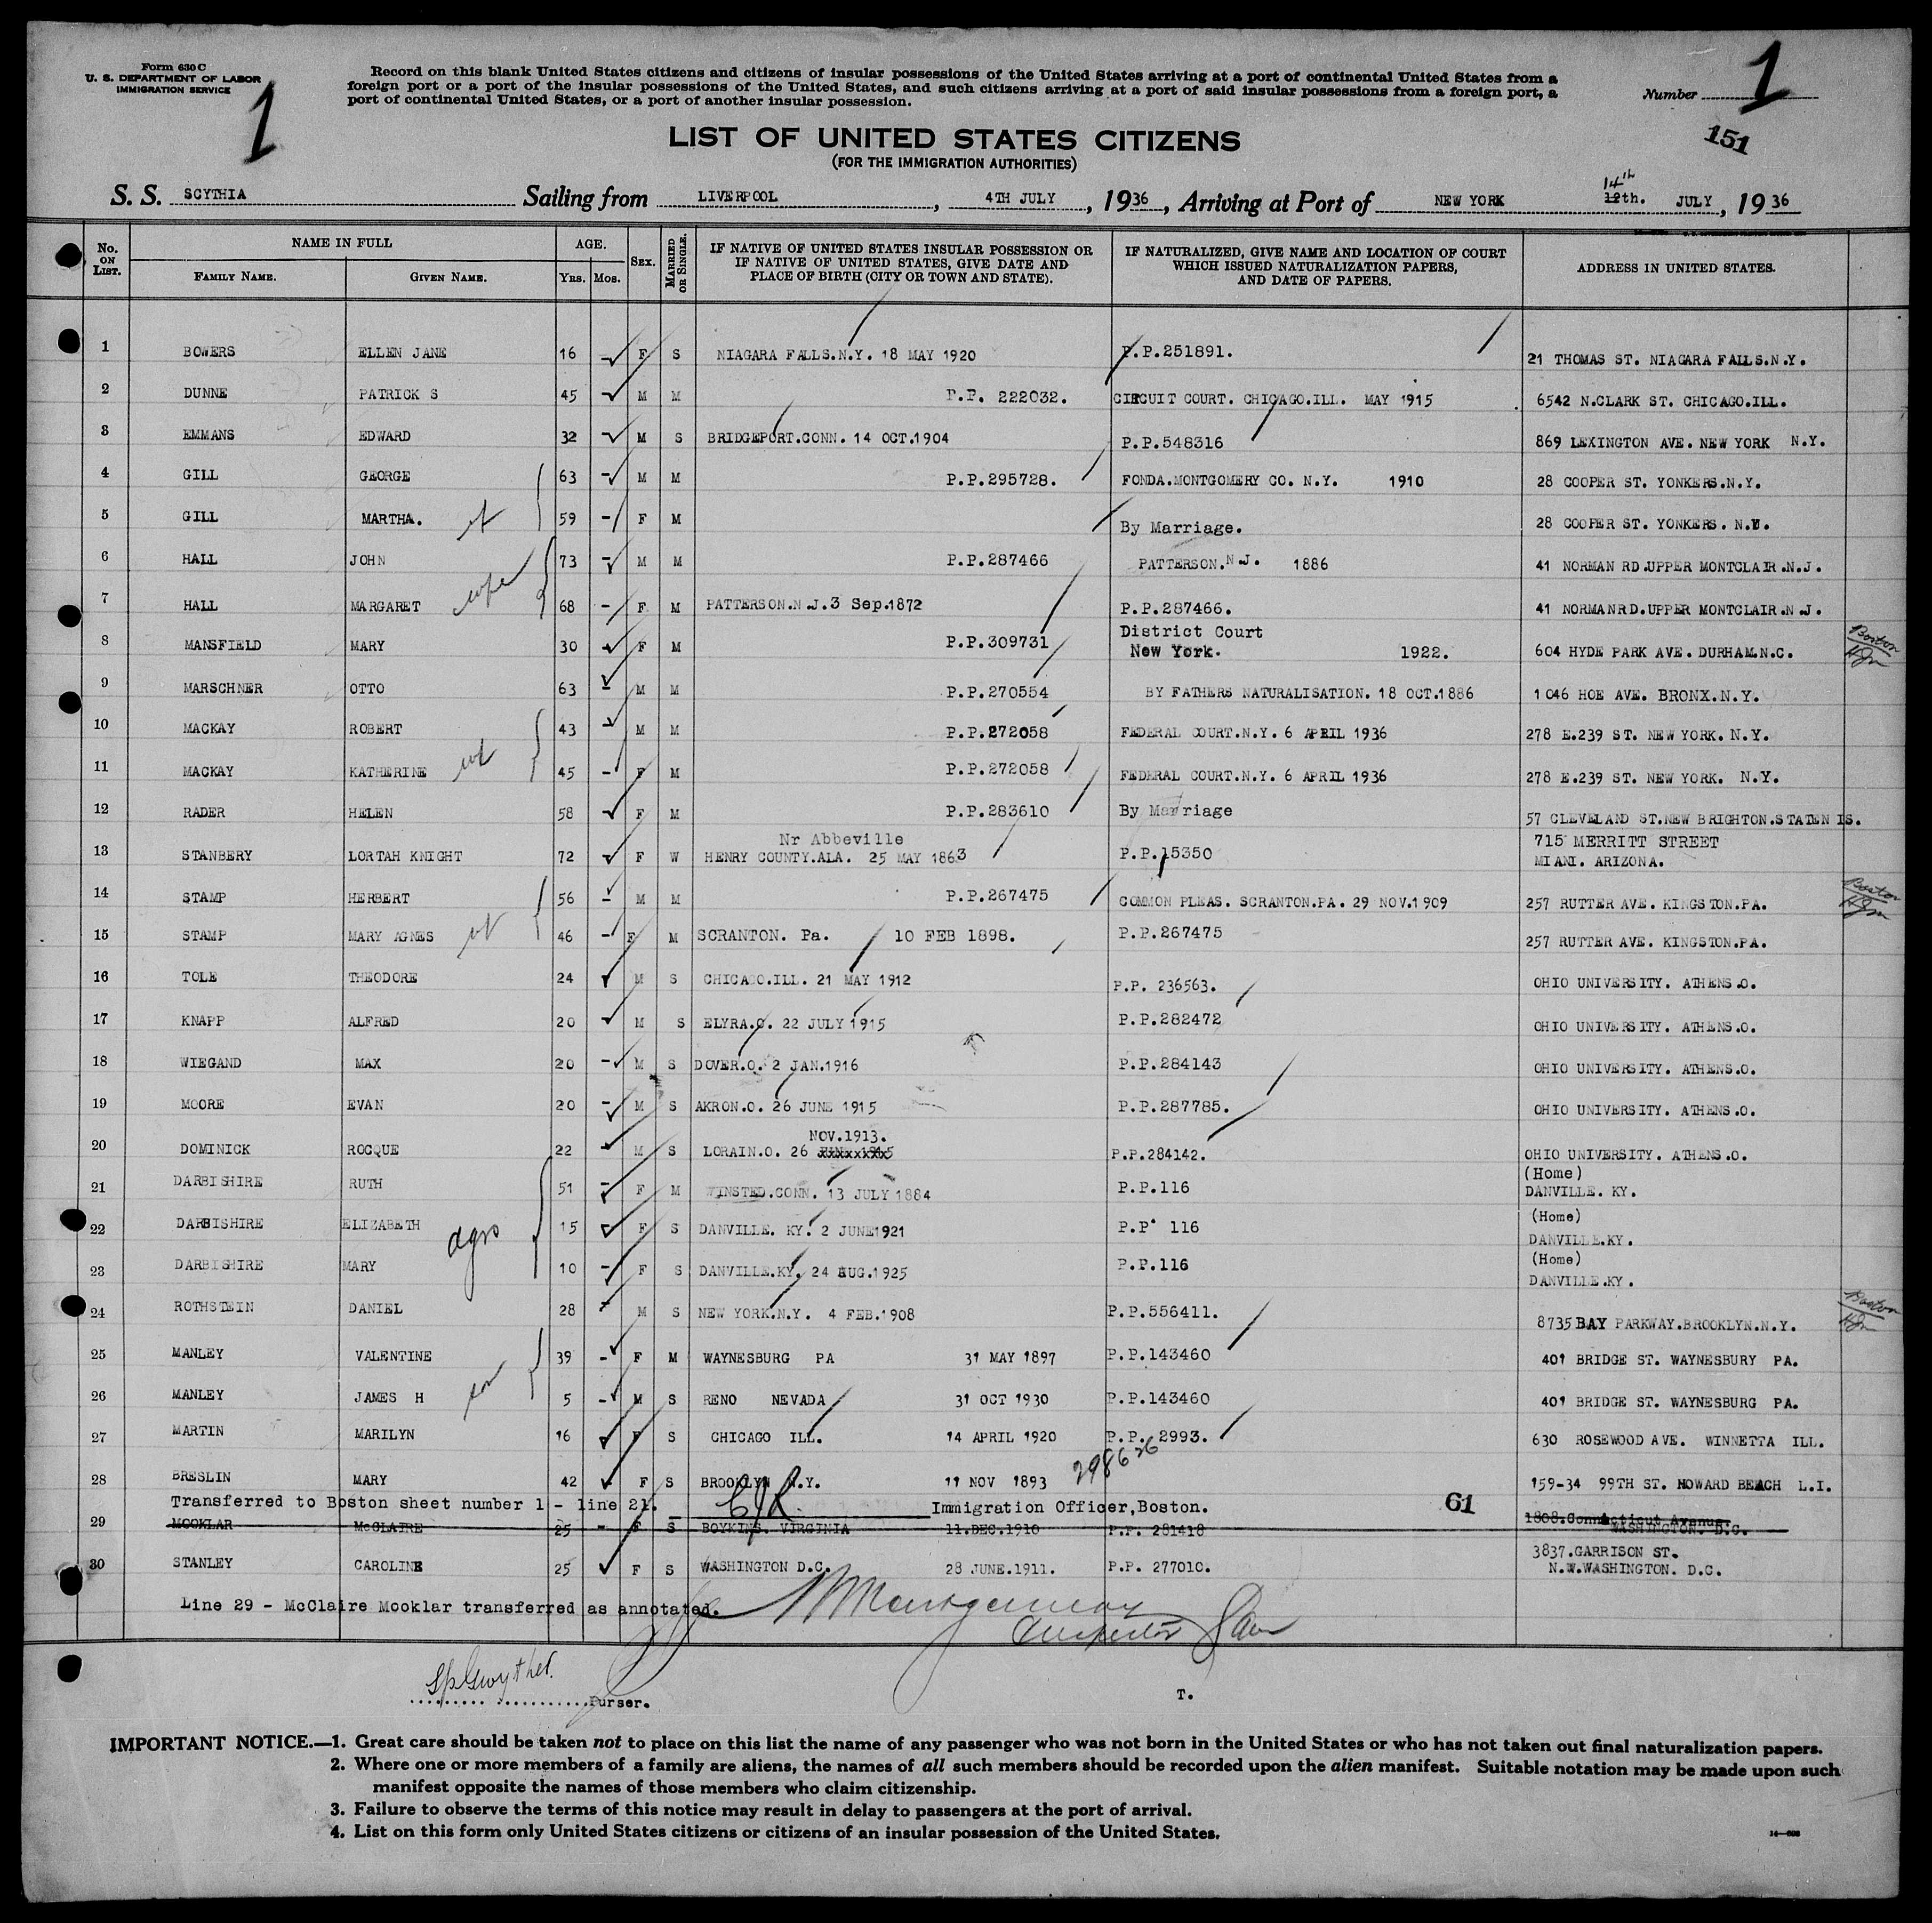 Form 630 C
U. S. DEPARTMENT OF LABOR
IMMIGRATION SERVICE
1
Record on this blank United States citizens and citizens of insular possessions of the United States arriving at a port of continental United States from a
foreign port or a port of the insular possessions of the United States, and such citizens arriving at a port of said insular possessions from a foreign port, a
port of continental United States, or a port of another insular possession.
Number 1
151
LIST OF UNITED STATES CITIZENS
(FOR THE IMMIGRATION AUTHORITIES)
14th
S. S. SCYTHIA Sailing from LIVERPOOL, 4TH JULY, 1936, Arriving at Port of NEW YORK 12th. JULY, 1936
No. ON LIST. NAME IN FULL FAMILY NAME. GIVEN NAME. AGE. YRS. MOS. SEX. MARRIED OR SINGLE. IF NATIVE OF UNITED STATES INSULAR POSSESSION OR IF NATIVE OF UNITED STATES, GIVE DATE AND PLACE OF BIRTH (CITY OR TOWN AND STATE). IF NATURALIZED, GIVE NAME AND LOCATION OF COURT WHICH ISSUED NATURALIZATION PAPERS, AND DATE OF PAPERS. ADDRESS IN UNITED STATES.
1 BOWERS ELLEN JANE 16 - F S NIAGARA FALLS.N.Y. 18 MAY 1920 P.P.251891. 21 THOMAS ST. NIAGARA FALLS.N.Y.
2 DUNNE PATRICK S 45 - M M P.P. 222032. CIRCUIT COURT. CHICAGO.ILL. MAY 1915 6542 N.CLARK ST. CHICAGO.ILL.
3 EMMANS EDWARD 32 - M S BRIDGEPORT.CONN. 14 OCT.1904 P.P.548316 869 LEXINGTON AVE. NEW YORK N.Y.
4 GILL GEORGE 63 - M M P.P.295728. FONDA.MONTGOMERY CO. N.Y. 1910 28 COOPER ST. YONKERS.N.Y.
5 GILL MARTHA. wf 59 - F M By Marriage. 28 COOPER ST. YONKERS. N.Y.
6 HALL JOHN 73 - M M P.P.287466 PATTERSON.N.J. 1886 41 NORMAN RD.UPPER MONTCLAIR.N.J.
7 HALL MARGARET wife 68 - F M PATTERSON.N.J.3 Sep.1872 P.P.287466. 41 NORMANRD.UPPER MONTCLAIR.N.J.
8 MANSFIELD MARY 30 - F M P.P.309731 District Court New York. 1922. 604 HYDE PARK AVE. DURHAM.N.C. Boston
9 MARSCHNER OTTO 63 - M M P.P.270554 BY FATHERS NATURALISATION. 18 OCT.1886 1046 HOE AVE. BRONX.N.Y.
10 MACKAY ROBERT 43 - M M P.P.272058 FEDERAL COURT.N.Y. 6 APRIL 1936 278 E.239 ST. NEW YORK. N.Y.
11 MACKAY KATHERINE wf 45 - F M P.P.272058 FEDERAL COURT.N.Y. 6 APRIL 1936 278 E.239 ST. NEW YORK. N.Y.
12 RADER HELEN 58 - F M P.P.283610 By Marriage 57 CLEVELAND ST.NEW BRIGHTON.STATEN IS.
13 STANBERY LORTAH KNIGHT 72 - F W Nr Abbeville HENRY COUNTY.ALA. 25 MAY 1863 P.P.15350 715 MERRITT STREET MIAMI. ARIZONA.
14 STAMP HERBERT 56 - M M P.P.267475 COMMON PLEAS. SCRANTON.PA. 29 NOV.1909 257 RUTTER AVE. KINGSTON.PA. Boston
15 STAMP MARY AGNES wf 46 - F M SCRANTON. Pa. 10 FEB 1898. P.P.267475 257 RUTTER AVE. KINGSTON.PA.
16 TOLE THEODORE 24 M S CHICAGO.ILL. 21 MAY 1912 P.P. 236563. OHIO UNIVERSITY. ATHENS.O.
17 KNAPP ALFRED 20 - M S ELYRA.O. 22 JULY 1915 P.P.282472 OHIO UNIVERSITY. ATHENS.O.
18 WIEGAND MAX 20 - M S DOVER.O. 2 JAN.1916 P.P.284143 OHIO UNIVERSITY. ATHENS.O.
19 MOORE EVAN 20 - M S AKRON.O. 26 JUNE 1915 P.P.287785. OHIO UNIVERSITY. ATHENS.O.
20 DOMINICK ROCQUE 22 - M S LORAIN.O. 26 NOV.1913. P.P.284142. OHIO UNIVERSITY. ATHENS.O.
21 DARBISHIRE RUTH 51 - F M WINSTED.CONN. 13 JULY 1884 P.P.116 (Home) DANVILLE. KY.
22 DARBISHIRE ELIZABETH dgrs 15 - F S DANVILLE. KY. 2 JUNE1921 P.P. 116 (Home) DANVILLE.KY.
23 DARBISHIRE MARY 10 - F S DANVILLE.KY. 24 AUG.1925 P.P.116 (Home) DANVILLE.KY.
24 ROTHSTEIN DANIEL 28 - M S NEW YORK.N.Y. 4 FEB.1908 P.P.556411. 8735 BAY PARKWAY.BROOKLYN.N.Y. Boston
25 MANLEY VALENTINE 39 - F M WAYNESBURG PA 31 MAY 1897 P.P.143460 401 BRIDGE ST. WAYNESBURY PA.
26 MANLEY JAMES H son 5 - M S RENO NEVADA 31 OCT 1930 P.P.143460 401 BRIDGE ST. WAYNESBURG PA.
27 MARTIN MARILYN 16 F S CHICAGO ILL. 14 APRIL 1920 P.P. 2993. 630 ROSEWOOD AVE. WINNETTA ILL.
28 BRESLIN MARY 42 F S BROOKLYN N.Y. 11 NOV 1893 298626 159-34 99TH ST. HOWARD BEACH L.I.
Transferred to Boston sheet number 1 - line 21. Immigration Officer,Boston. 61
29 MOOKLAR McCLAIRE 25 - F S BOYKINS. VIRGINIA 11.DEC.1910 P.P. 281418 1808.Connecticut Avenue. WASHINGTON. D.C.
30 STANLEY CAROLINE 25 F S WASHINGTON D.C. 28 JUNE.1911. P.P. 277010. 3837.GARRISON ST. N.W.WASHINGTON. D.C.
Line 29 - McClaire Mooklar transferred as annotated.
Montgomery
Inspector
Gwyther.
Purser.
T.
IMPORTANT NOTICE.—1. Great care should be taken not to place on this list the name of any passenger who was not born in the United States or who has not taken out final naturalization papers.
2. Where one or more members of a family are aliens, the names of all such members should be recorded upon the alien manifest. Suitable notation may be made upon such
manifest opposite the names of those members who claim citizenship.
3. Failure to observe the terms of this notice may result in delay to passengers at the port of arrival.
4. List on this form only United States citizens or citizens of an insular possession of the United States.